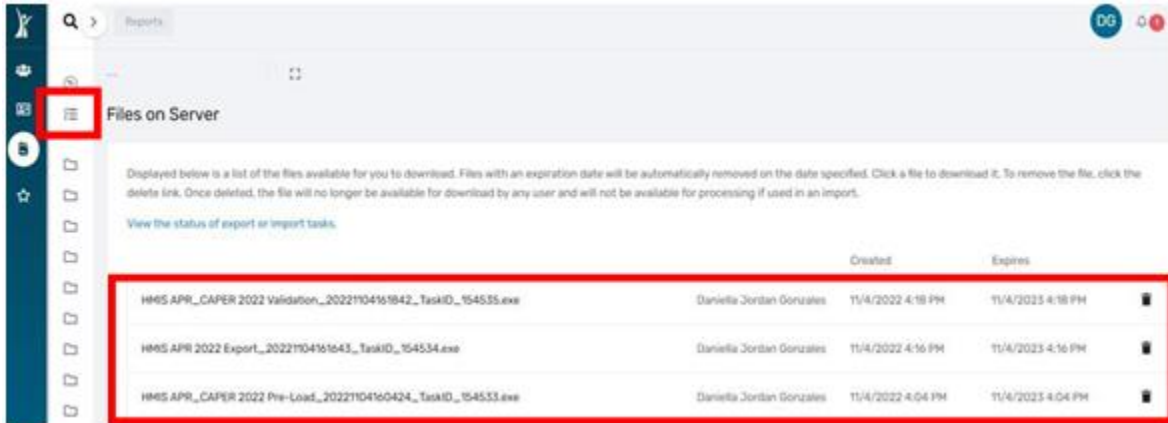 Reports
DG
Files on Server
Displayed below is a list of the files available for you to download. Files with an expiration date will be automatically removed on the date specified. Click a file to download it. To remove the file, click the
delete link. Once deleted, the file will no longer be available for download by any user and will not be available for processing if used in an import.
View the status of export or import tasks.
Created Expires
HMIS APR_CAPER 2022 Validation_20221104161842_TaskID_154535.exe Daniella Jordan Gonzales 11/4/2022 4:18 PM 11/4/2023 4:18 PM
HMIS APR 2022 Export_20221104161643_TaskID_154534.exe Daniella Jordan Gonzales 11/4/2022 4:16 PM 11/4/2023 4:16 PM
HMIS APR_CAPER 2022 Pre-Load_20221104160424_TaskID_154533.exe Daniella Jordan Gonzales 11/4/2022 4:04 PM 11/4/2023 4:04 PM